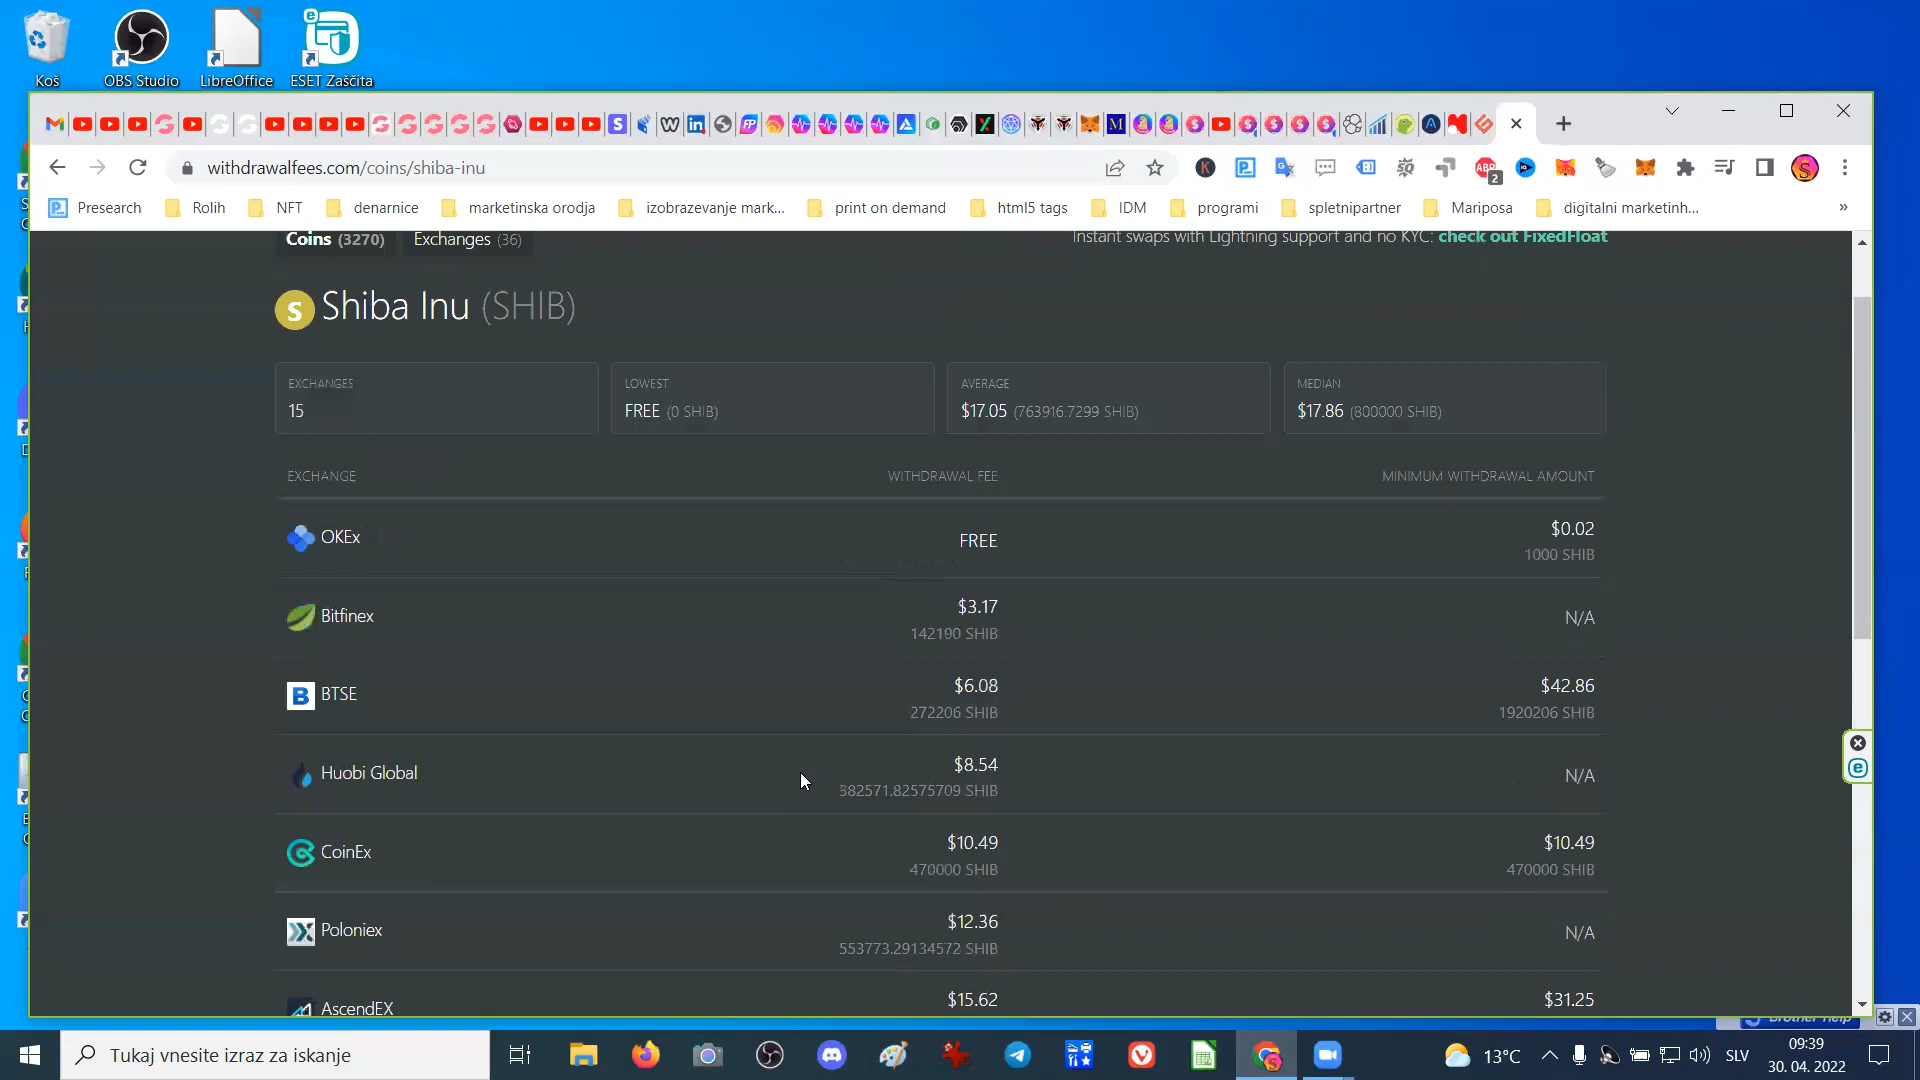 Koš
OBS Studio
LibreOffice
ESET Zaščita
withdrawalfees.com/coins/shiba-inu
Presearch
Rolih
NFT
denarnice
marketinska orodja
izobrazevanje mark...
print on demand
html5 tags
IDM
programi
spletnipartner
Mariposa
digitalni marketinh...
»
Coins (3270)
Exchanges (36)
Instant swaps with Lightning support and no KYC: check out FixedFloat
S Shiba Inu (SHIB)
EXCHANGES
15
LOWEST
FREE (0 SHIB)
AVERAGE
$17.05 (763916.7299 SHIB)
MEDIAN
$17.86 (800000 SHIB)
EXCHANGE WITHDRAWAL FEE MINIMUM WITHDRAWAL AMOUNT
OKEx FREE $0.02
1000 SHIB
Bitfinex $3.17 N/A
142190 SHIB
BTSE $6.08 $42.86
272206 SHIB 1920206 SHIB
Huobi Global $8.54 N/A
382571.82575709 SHIB
CoinEx $10.49 $10.49
470000 SHIB 470000 SHIB
Poloniex $12.36 N/A
553773.29134572 SHIB
AscendEX $15.62 $31.25
Brother Help
Tukaj vnesite izraz za iskanje
13°C
SLV
09:39
30. 04. 2022